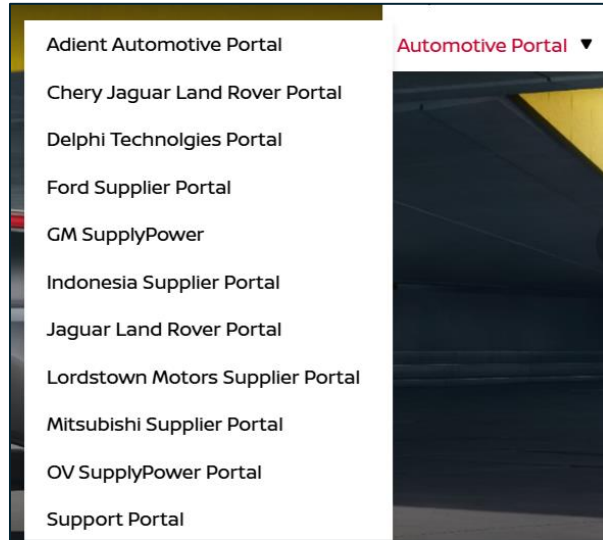 Automotive Portal ▼
Adient Automotive Portal
Chery Jaguar Land Rover Portal
Delphi Technolgies Portal
Ford Supplier Portal
GM SupplyPower
Indonesia Supplier Portal
Jaguar Land Rover Portal
Lordstown Motors Supplier Portal
Mitsubishi Supplier Portal
OV SupplyPower Portal
Support Portal